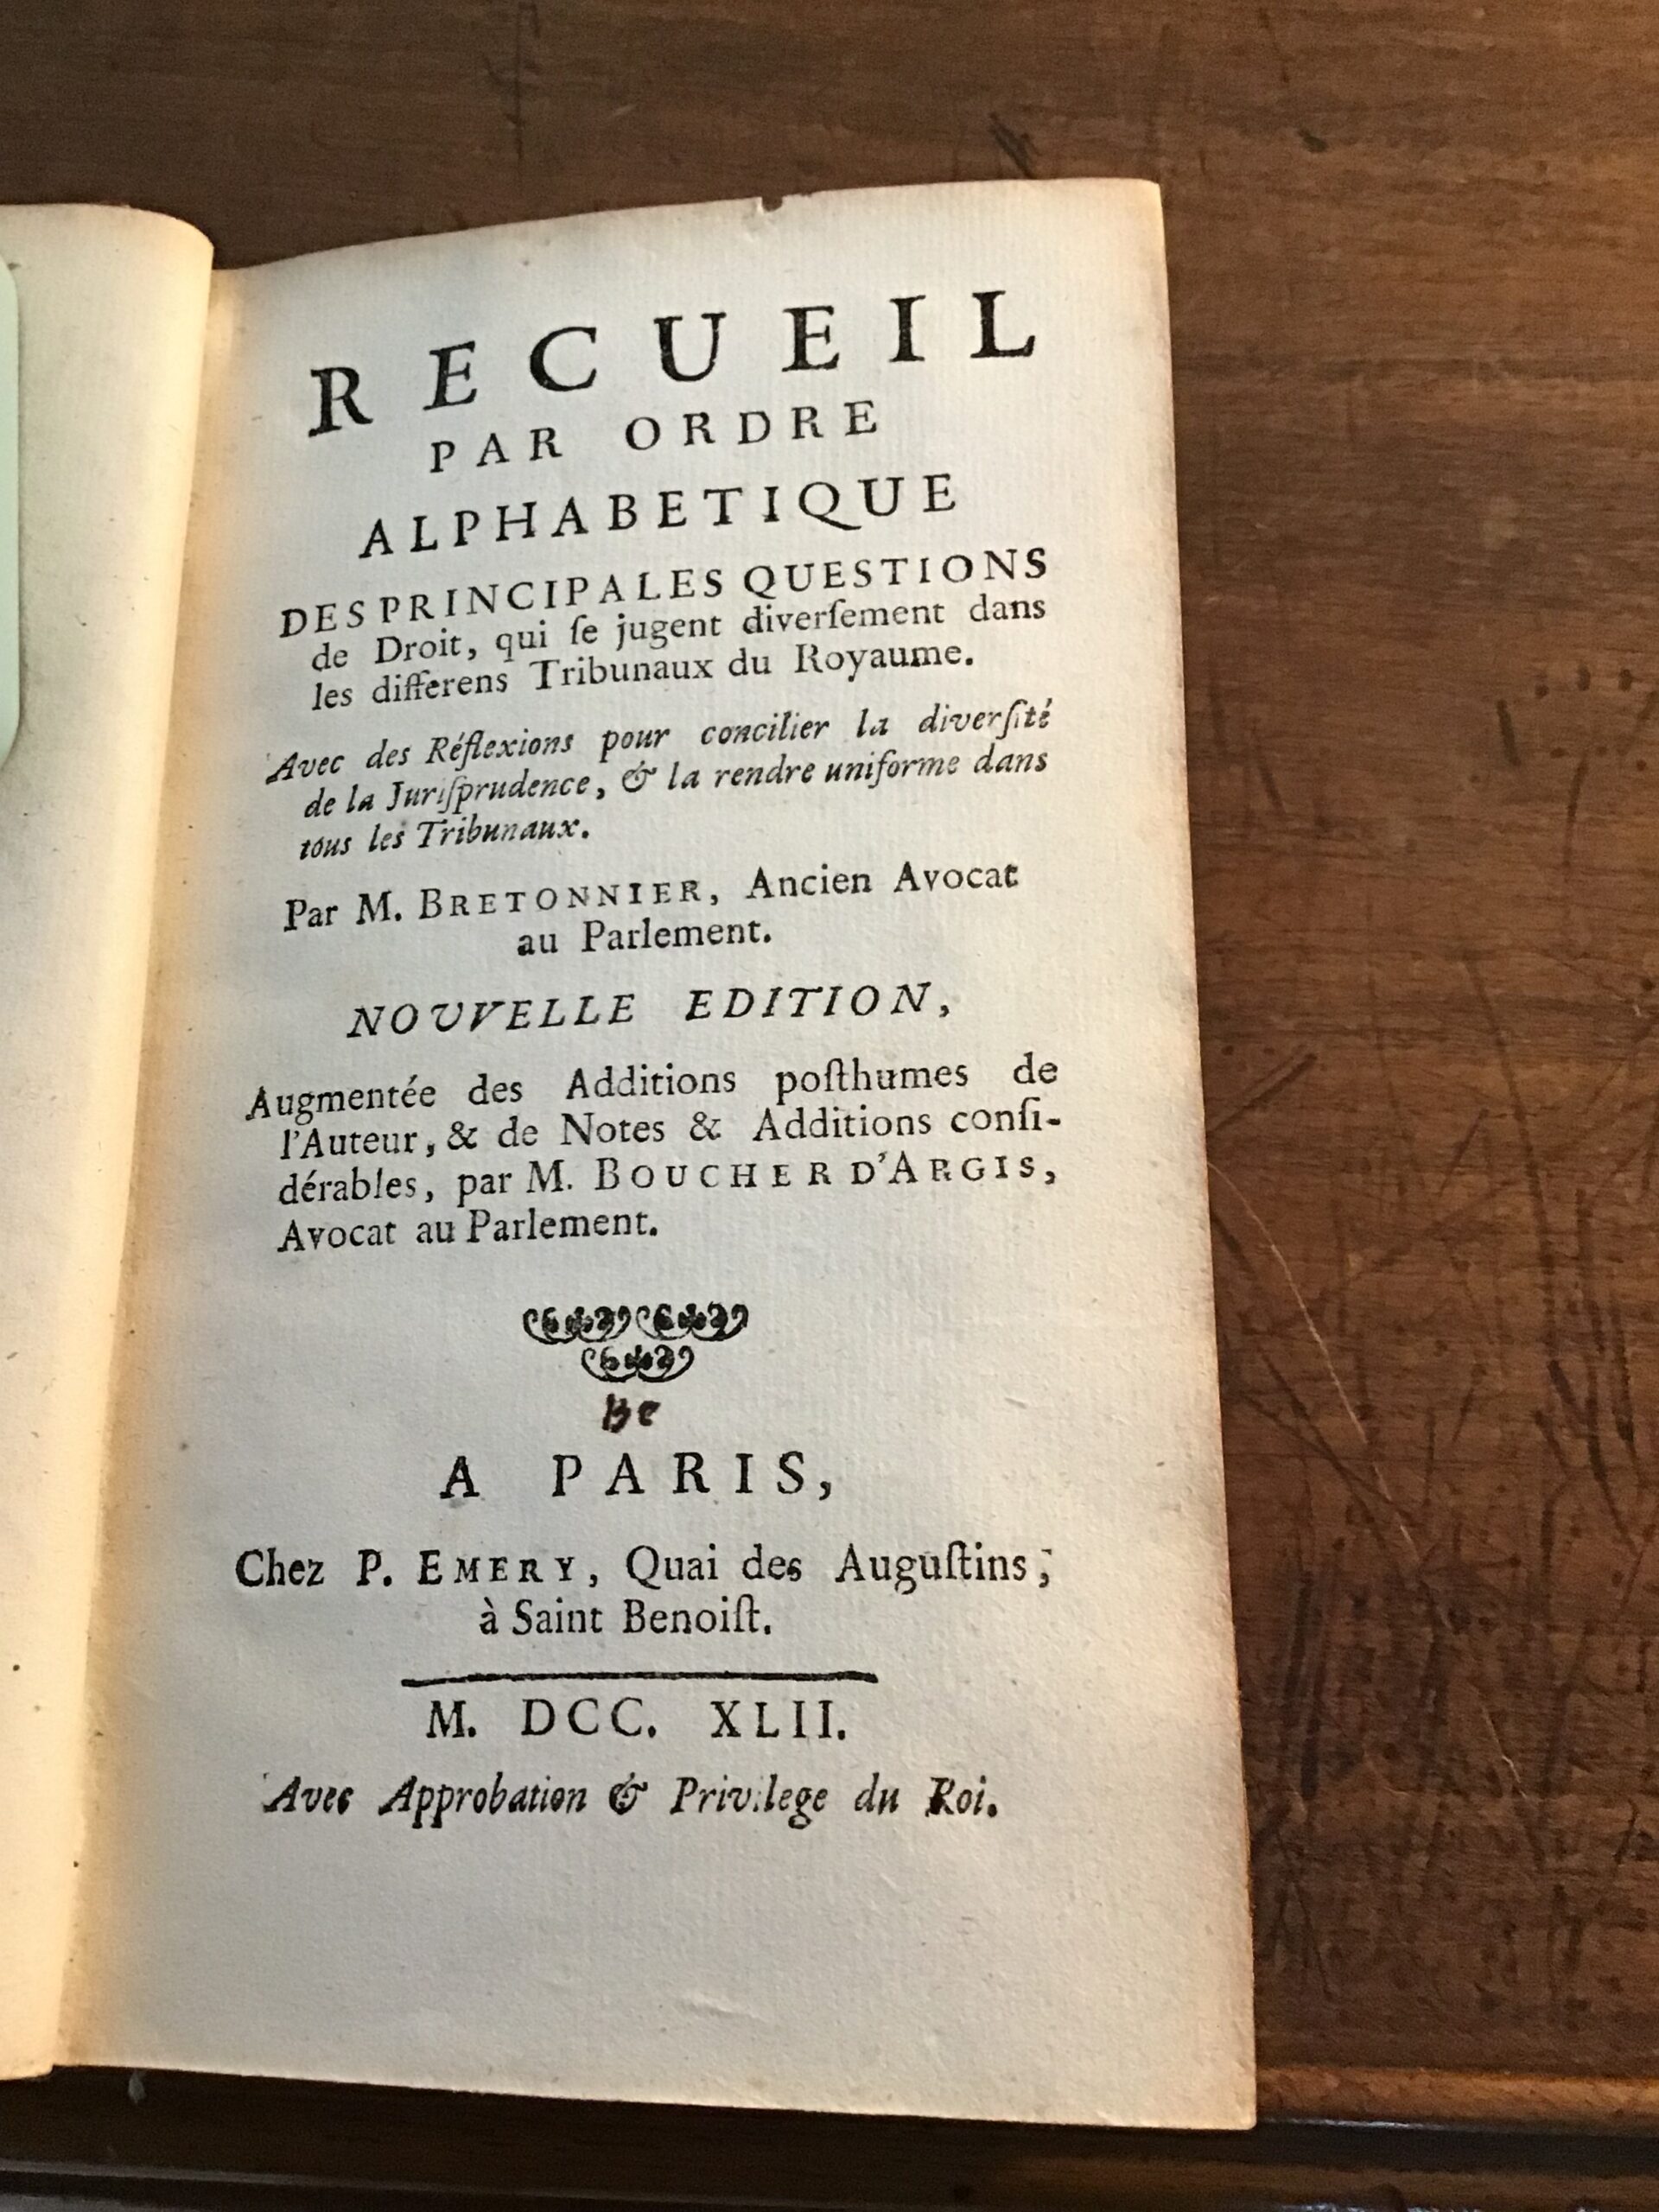 RECUEIL
PAR ORDRE
ALPHABETIQUE
DES PRINCIPALES QUESTIONS
de Droit, qui ſe jugent diverſement dans
les differens Tribunaux du Royaume.
Avec des Réflexions pour concilier la diverſité
de la Juriſprudence, & la rendre uniforme dans
tous les Tribunaux.
Par M. BRETONNIER, Ancien Avocat
au Parlement.
NOUVELLE EDITION,
Augmentée des Additions poſthumes de
l'Auteur, & de Notes & Additions conſi-
dérables, par M. BOUCHER D'ARGIS,
Avocat au Parlement.
Be
A PARIS,
Chez P. EMERY, Quai des Auguſtins,
à Saint Benoiſt.
M. DCC. XLII.
Avec Approbation & Privilege du Roi.